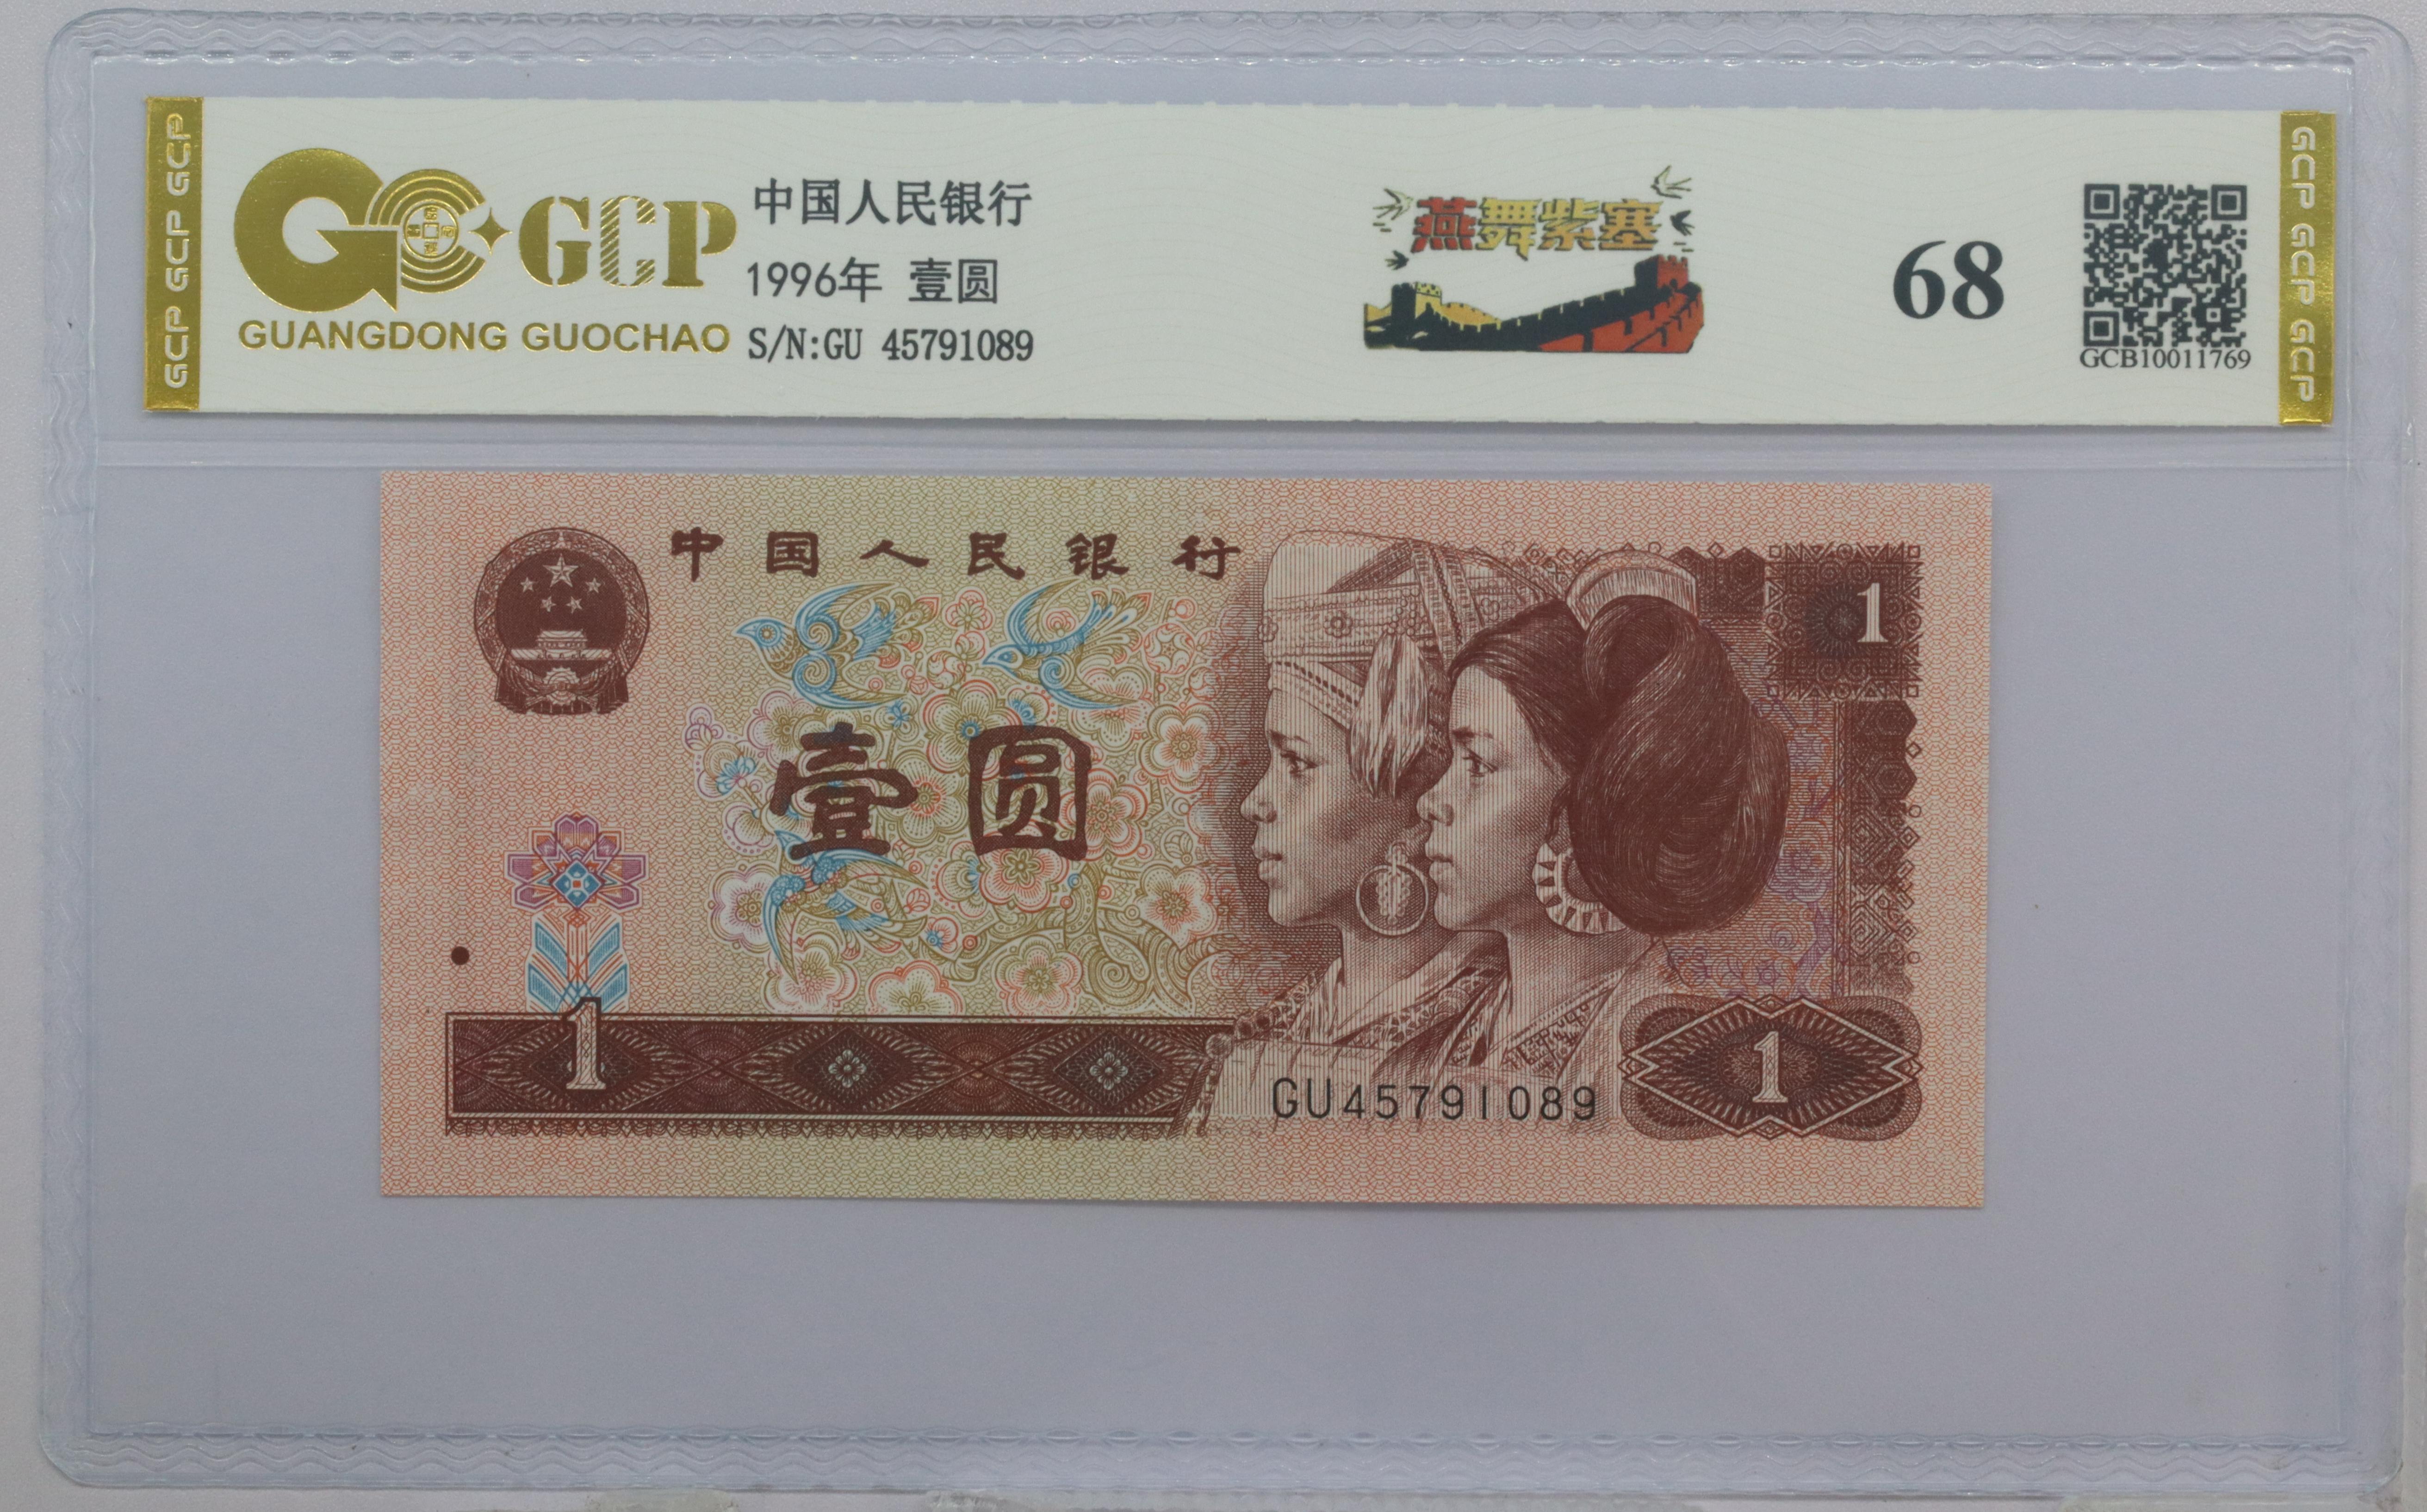 GCP GCP GCP
GCP
GUANGDONG GUOCHAO
中国人民银行
1996年 壹圆
S/N:GU 45791089
燕舞紫塞
68
GCB10011769
GCP GCP GCP
中国人民银行
1
壹圆
1
1
GU45791089